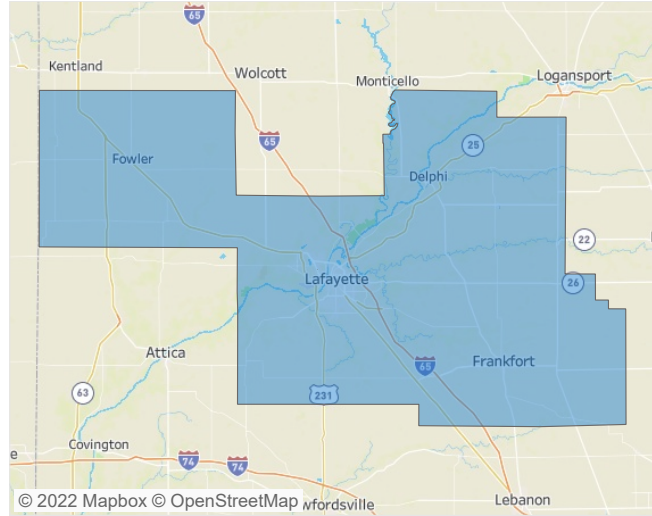 65
Kentland
Wolcott
Monticello
Logansport
65
25
Fowler
Delphi
22
Lafayette
26
Attica
Frankfort
65
63
231
Covington
e
74
74
© 2022 Mapbox © OpenStreetMap
wfordsville
Lebanon